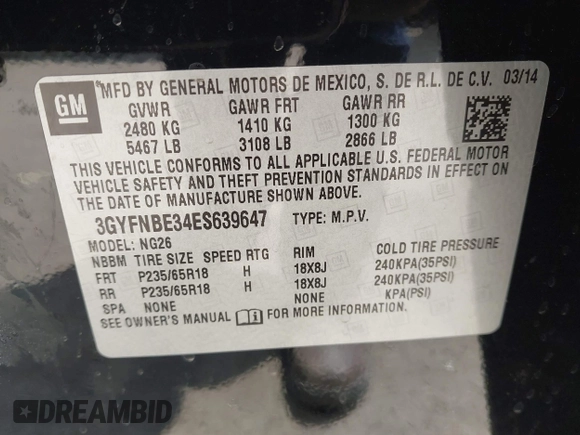 GM
MFD BY GENERAL MOTORS DE MEXICO, S. DE R.L. DE C.V. 03/14
GVWR GAWR FRT GAWR RR
2480 KG 1410 KG 1300 KG
5467 LB 3108 LB 2866 LB
THIS VEHICLE CONFORMS TO ALL APPLICABLE U.S. FEDERAL MOTOR
VEHICLE SAFETY AND THEFT PREVENTION STANDARDS IN EFFECT ON
THE DATE OF MANUFACTURE SHOWN ABOVE.
3GYFNBE34ES639647 TYPE: M.P.V.
MODEL: NG26
NBBM TIRE SIZE SPEED RTG RIM COLD TIRE PRESSURE
FRT P235/65R18 H 18X8J 240KPA(35PSI)
RR P235/65R18 H 18X8J 240KPA(35PSI)
SPA NONE NONE KPA(PSI)
SEE OWNER'S MANUAL FOR MORE INFORMATION.
DREAMBID